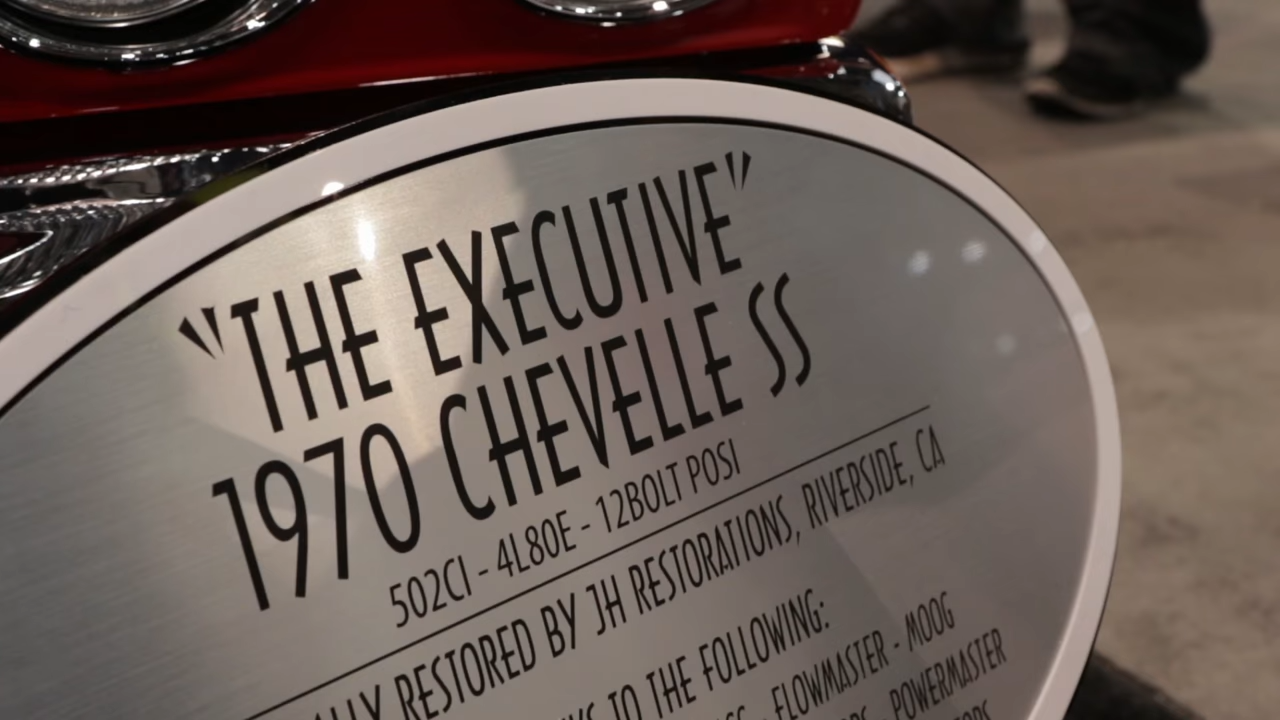 "THE EXECUTIVE"
1970 CHEVELLE SS
502CI - 4L80E - 12BOLT POSI
RESTORED BY JH RESTORATIONS, RIVERSIDE, CA
TO THE FOLLOWING:
- FLOWMASTER - MOOG
- POWERMASTER